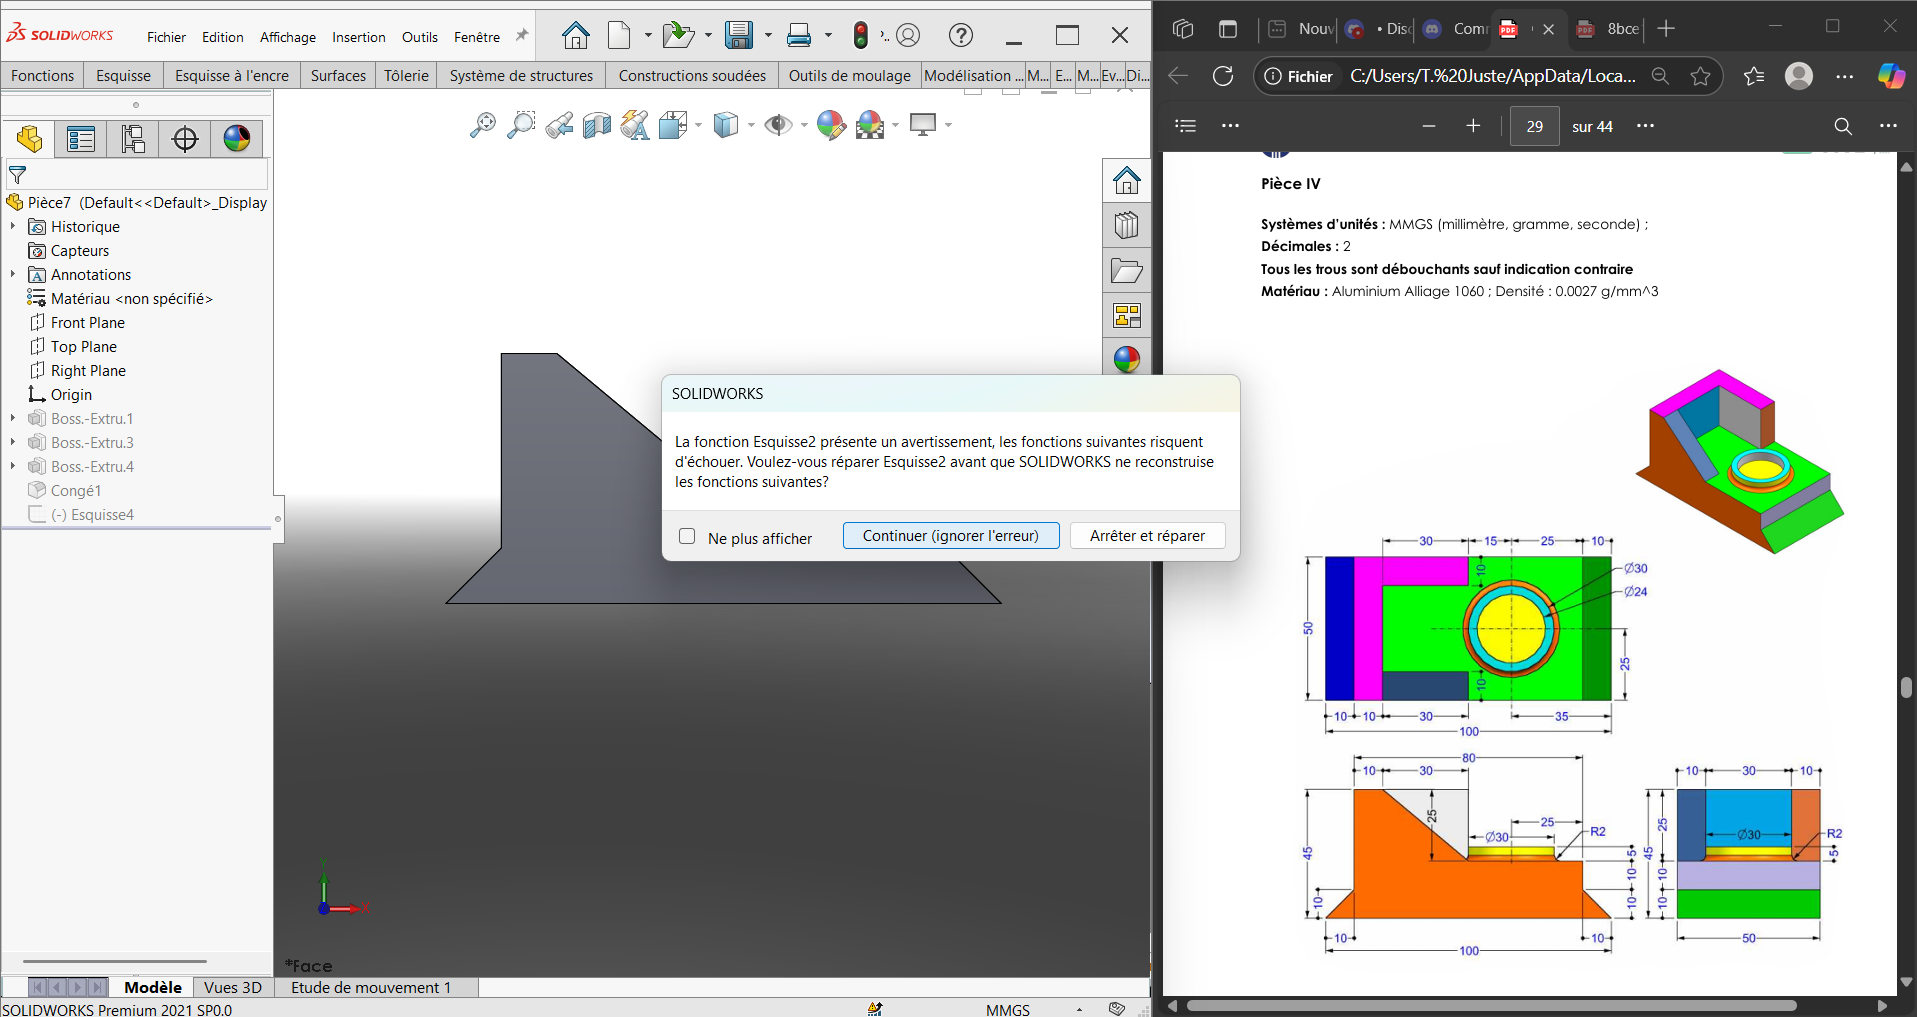 SOLIDWORKS
Fichier Edition Affichage Insertion Outils Fenêtre
Fonctions Esquisse Esquisse à l'encre Surfaces Tôlerie Système de structures Constructions soudées Outils de moulage Modélisation ... M... E... M... Ev... Di...
Pièce7 (Default<<Default>_Display
Historique
Capteurs
Annotations
Matériau <non spécifié>
Front Plane
Top Plane
Right Plane
Origin
Boss.-Extru.1
Boss.-Extru.3
Boss.-Extru.4
Congé1
(-) Esquisse4
SOLIDWORKS
La fonction Esquisse2 présente un avertissement, les fonctions suivantes risquent
d'échouer. Voulez-vous réparer Esquisse2 avant que SOLIDWORKS ne reconstruise
les fonctions suivantes?
Ne plus afficher
Continuer (ignorer l'erreur)
Arrêter et réparer
Y
X
*Face
Modèle Vues 3D Etude de mouvement 1
SOLIDWORKS Premium 2021 SP0.0
MMGS
Nou
Com
8bce
Fichier C:/Users/T.%20Juste/AppData/Loca...
29 sur 44
Pièce IV
Systèmes d'unités : MMGS (millimètre, gramme, seconde) ;
Décimales : 2
Tous les trous sont débouchants sauf indication contraire
Matériau : Aluminium Alliage 1060 ; Densité : 0.0027 g/mm^3
30 15 25 10
10
Ø30
Ø24
50
25
10
10 10 30 35
100
80
10 30
25
25
Ø30
R2
45
10
5
10
10
10 10
100
10 30 10
25
45
10
10
Ø30
R2
5
50